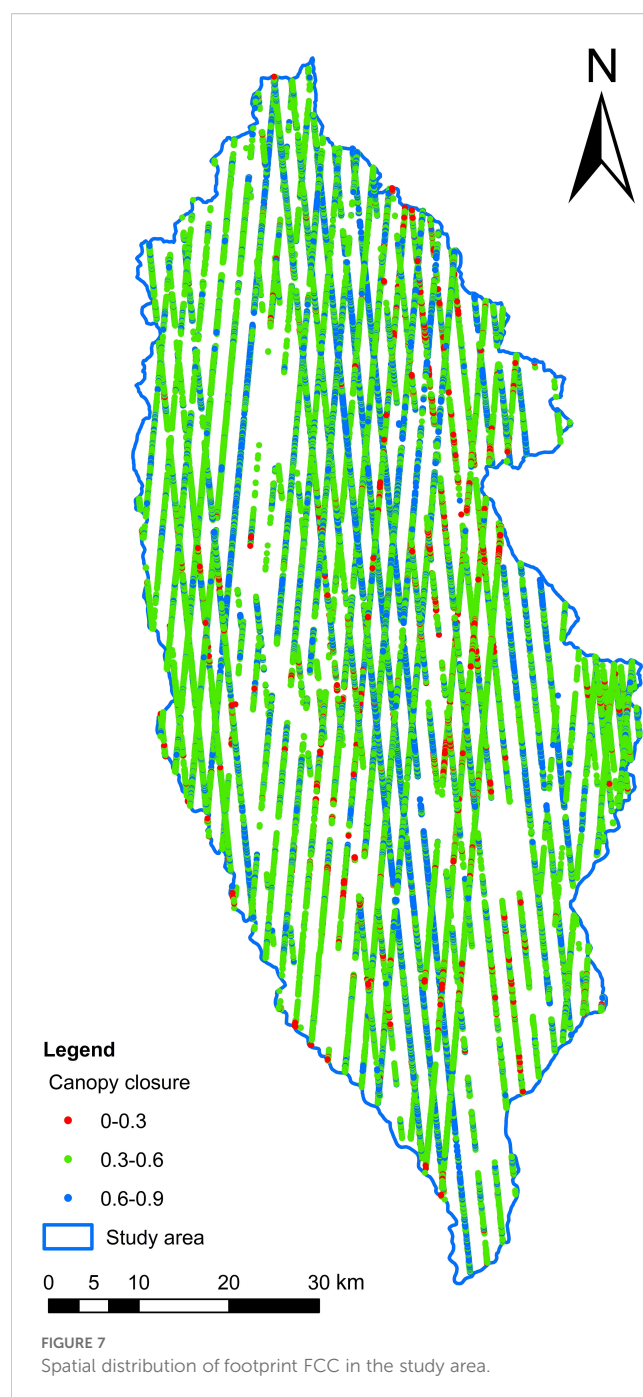 N
Legend
Canopy closure
0-0.3
0.3-0.6
0.6-0.9
Study area
0 5 10 20 30 km
FIGURE 7
Spatial distribution of footprint FCC in the study area.